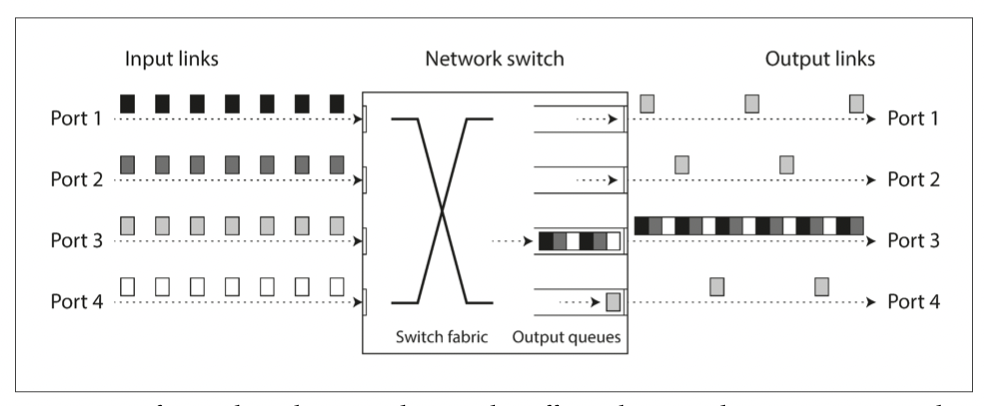 Input links
Network switch
Output links
Port 1
Port 1
Port 2
Port 2
Port 3
Port 3
Port 4
Port 4
Switch fabric
Output queues